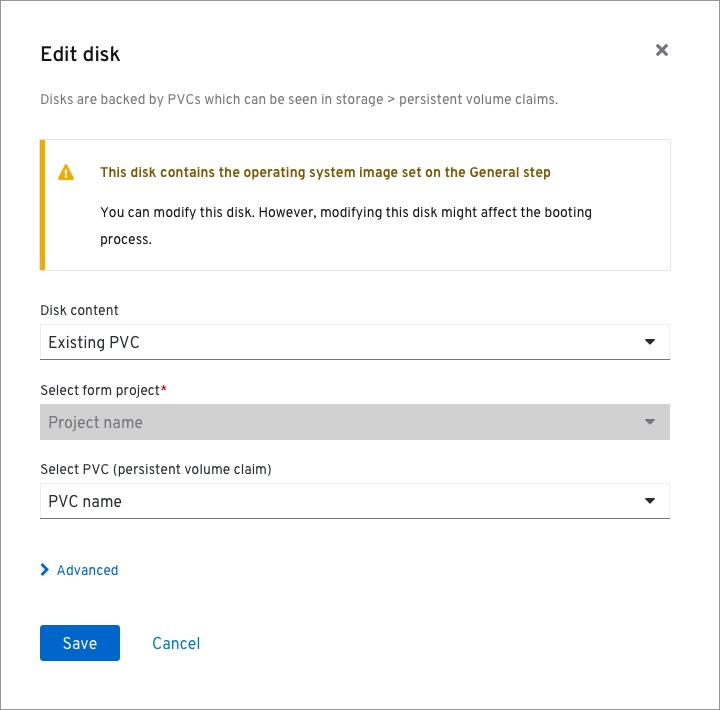 Edit disk
Disks are backed by PVCs which can be seen in storage > persistent volume claims.
This disk contains the operating system image set on the General step
You can modify this disk. However, modifying this disk might affect the booting
process.
Disk content
Existing PVC
Select form project*
Project name
Select PVC (persistent volume claim)
PVC name
Advanced
Save
Cancel